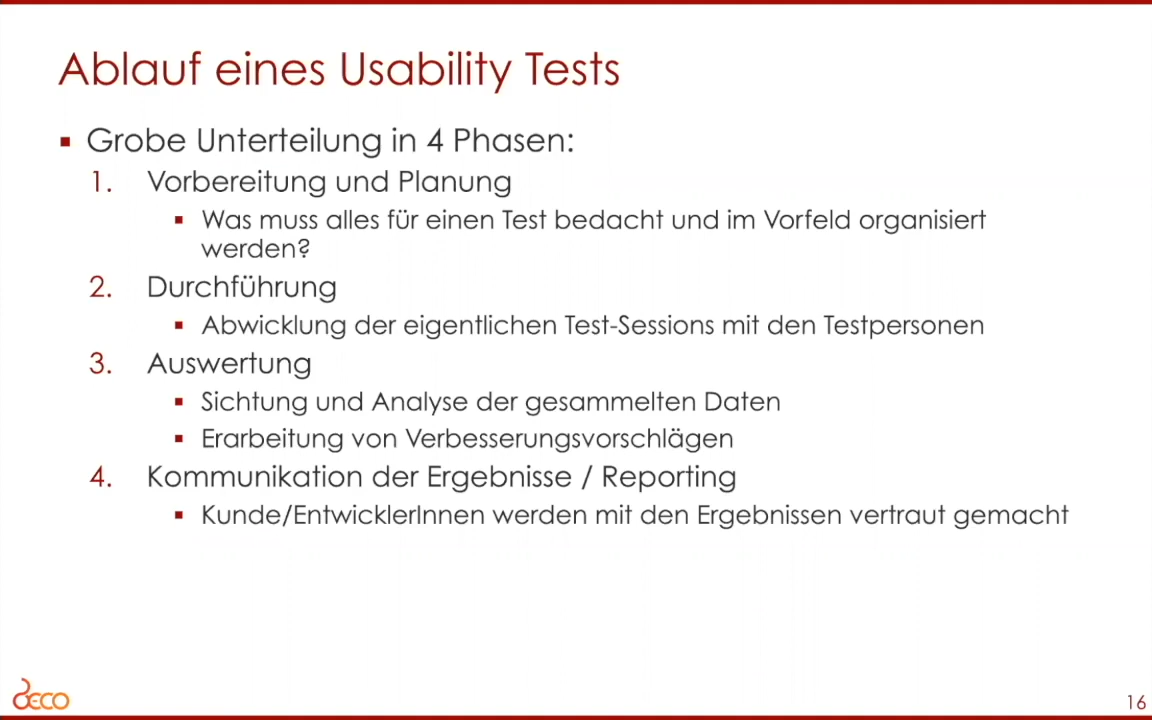 Ablauf eines Usability Tests
▪ Grobe Unterteilung in 4 Phasen:
1. Vorbereitung und Planung
▪ Was muss alles für einen Test bedacht und im Vorfeld organisiert
werden?
2. Durchführung
▪ Abwicklung der eigentlichen Test-Sessions mit den Testpersonen
3. Auswertung
▪ Sichtung und Analyse der gesammelten Daten
▪ Erarbeitung von Verbesserungsvorschlägen
4. Kommunikation der Ergebnisse / Reporting
▪ Kunde/EntwicklerInnen werden mit den Ergebnissen vertraut gemacht
DECO
16